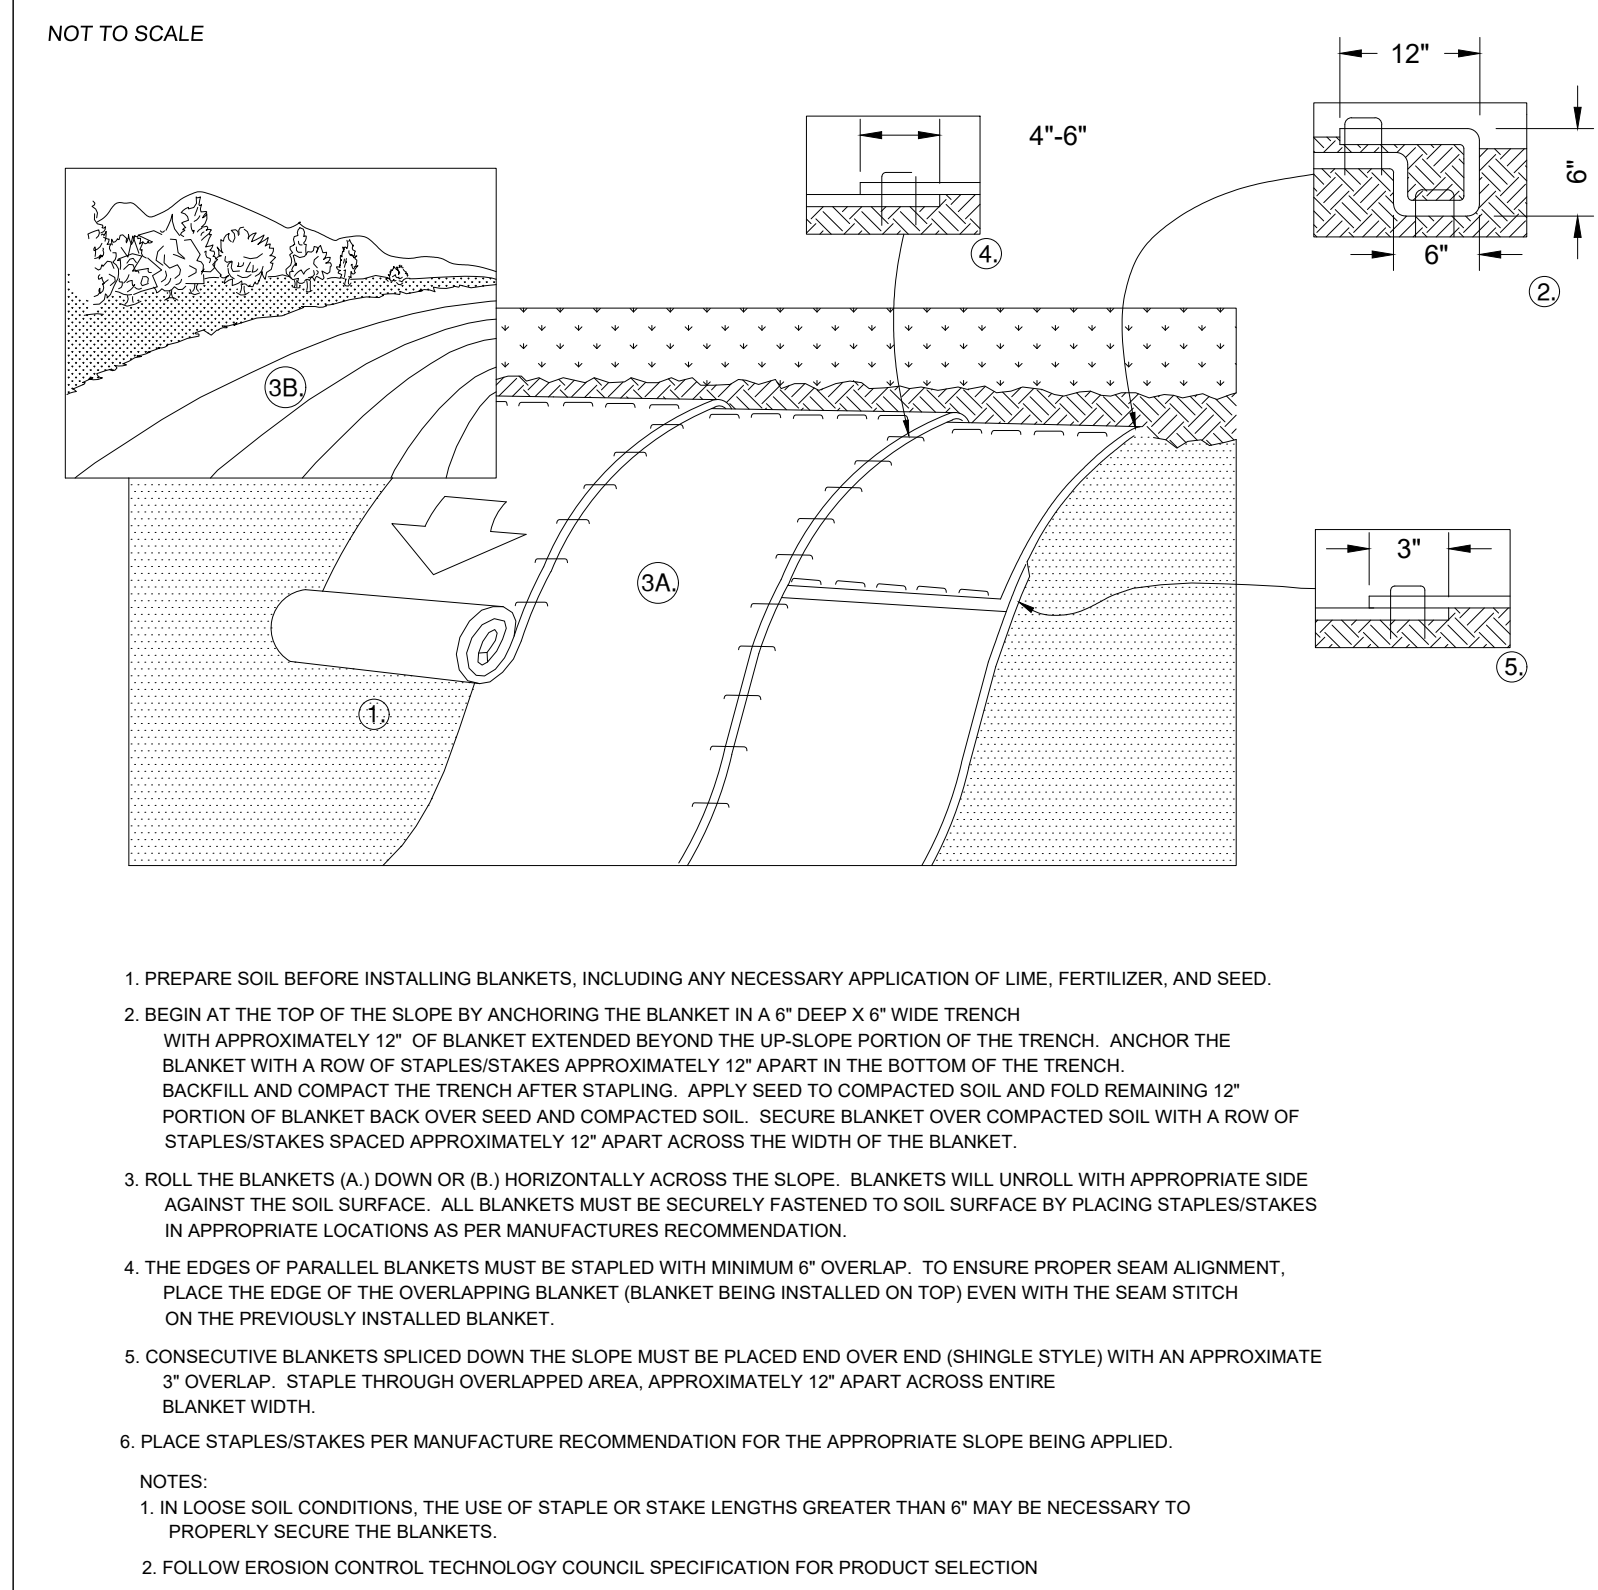 NOT TO SCALE
12"
4"-6"
6"
4.
6"
2.
3B.
3"
3A.
5.
1.
1. PREPARE SOIL BEFORE INSTALLING BLANKETS, INCLUDING ANY NECESSARY APPLICATION OF LIME, FERTILIZER, AND SEED.
2. BEGIN AT THE TOP OF THE SLOPE BY ANCHORING THE BLANKET IN A 6" DEEP X 6" WIDE TRENCH
WITH APPROXIMATELY 12" OF BLANKET EXTENDED BEYOND THE UP-SLOPE PORTION OF THE TRENCH. ANCHOR THE
BLANKET WITH A ROW OF STAPLES/STAKES APPROXIMATELY 12" APART IN THE BOTTOM OF THE TRENCH.
BACKFILL AND COMPACT THE TRENCH AFTER STAPLING. APPLY SEED TO COMPACTED SOIL AND FOLD REMAINING 12"
PORTION OF BLANKET BACK OVER SEED AND COMPACTED SOIL. SECURE BLANKET OVER COMPACTED SOIL WITH A ROW OF
STAPLES/STAKES SPACED APPROXIMATELY 12" APART ACROSS THE WIDTH OF THE BLANKET.
3. ROLL THE BLANKETS (A.) DOWN OR (B.) HORIZONTALLY ACROSS THE SLOPE. BLANKETS WILL UNROLL WITH APPROPRIATE SIDE
AGAINST THE SOIL SURFACE. ALL BLANKETS MUST BE SECURELY FASTENED TO SOIL SURFACE BY PLACING STAPLES/STAKES
IN APPROPRIATE LOCATIONS AS PER MANUFACTURES RECOMMENDATION.
4. THE EDGES OF PARALLEL BLANKETS MUST BE STAPLED WITH MINIMUM 6" OVERLAP. TO ENSURE PROPER SEAM ALIGNMENT,
PLACE THE EDGE OF THE OVERLAPPING BLANKET (BLANKET BEING INSTALLED ON TOP) EVEN WITH THE SEAM STITCH
ON THE PREVIOUSLY INSTALLED BLANKET.
5. CONSECUTIVE BLANKETS SPLICED DOWN THE SLOPE MUST BE PLACED END OVER END (SHINGLE STYLE) WITH AN APPROXIMATE
3" OVERLAP. STAPLE THROUGH OVERLAPPED AREA, APPROXIMATELY 12" APART ACROSS ENTIRE
BLANKET WIDTH.
6. PLACE STAPLES/STAKES PER MANUFACTURE RECOMMENDATION FOR THE APPROPRIATE SLOPE BEING APPLIED.
NOTES:
1. IN LOOSE SOIL CONDITIONS, THE USE OF STAPLE OR STAKE LENGTHS GREATER THAN 6" MAY BE NECESSARY TO
PROPERLY SECURE THE BLANKETS.
2. FOLLOW EROSION CONTROL TECHNOLOGY COUNCIL SPECIFICATION FOR PRODUCT SELECTION